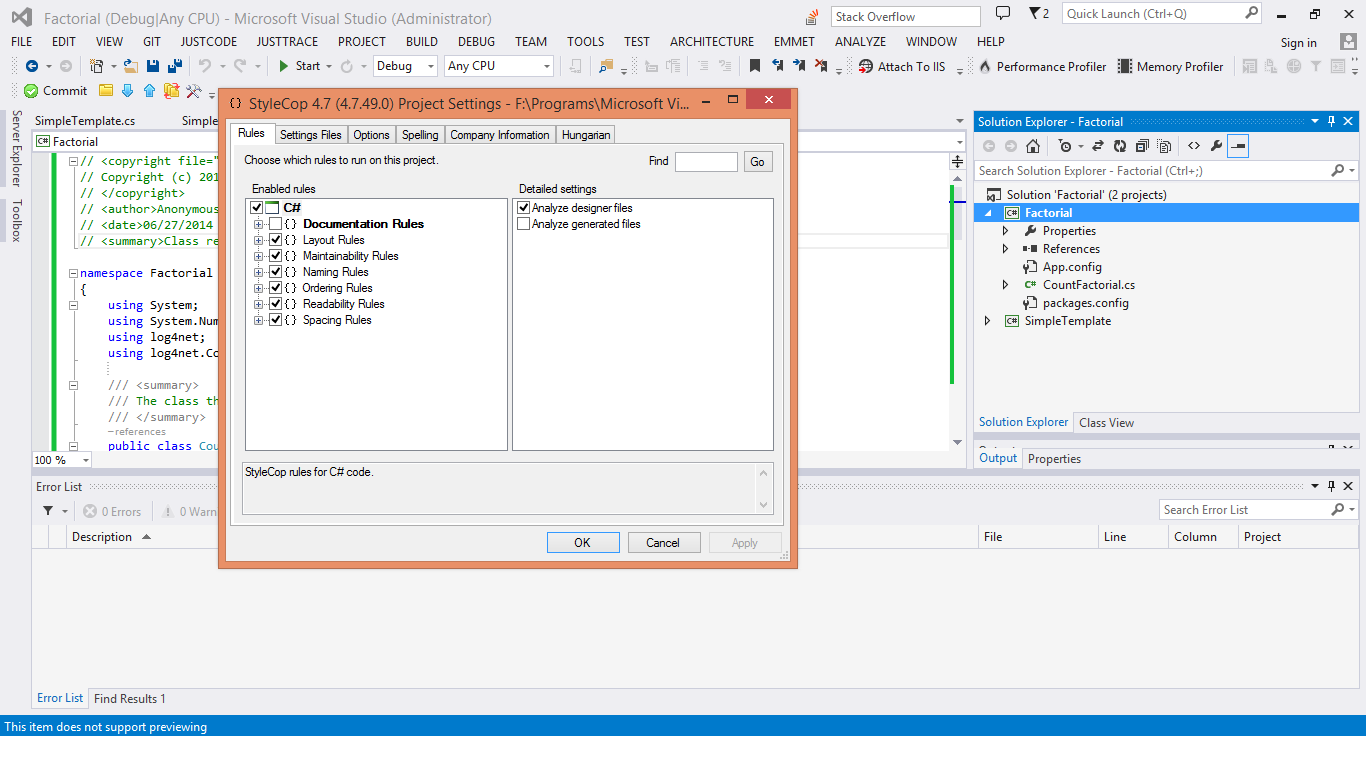 Factorial (Debug|Any CPU) - Microsoft Visual Studio (Administrator)
Stack Overflow
2
Quick Launch (Ctrl+Q)
FILE EDIT VIEW GIT JUSTCODE JUSTTRACE PROJECT BUILD DEBUG TEAM TOOLS TEST ARCHITECTURE EMMET ANALYZE WINDOW HELP
Sign in
Start Debug Any CPU Attach To IIS Performance Profiler Memory Profiler
Commit
Server Explorer
Toolbox
SimpleTemplate.cs Simple
C# Factorial
// <copyright file="
// Copyright (c) 201
// </copyright>
// <author>Anonymous
// <date>06/27/2014
// <summary>Class re
namespace Factorial
{
using System;
using System.Num
using log4net;
using log4net.Co
/// <summary>
/// The class th
/// </summary>
references
public class Cou
100 %
StyleCop 4.7 (4.7.49.0) Project Settings - F:\Programs\Microsoft Vi...
Rules Settings Files Options Spelling Company Information Hungarian
Choose which rules to run on this project.
Find
Go
Enabled rules
C#
{} Documentation Rules
{} Layout Rules
{} Maintainability Rules
{} Naming Rules
{} Ordering Rules
{} Readability Rules
{} Spacing Rules
Detailed settings
Analyze designer files
Analyze generated files
StyleCop rules for C# code.
OK Cancel Apply
Solution Explorer - Factorial
Search Solution Explorer (Ctrl+;)
Solution 'Factorial' (2 projects)
C# Factorial
Properties
References
App.config
C# CountFactorial.cs
packages.config
C# SimpleTemplate
Solution Explorer Class View
Output Properties
Error List
0 Errors 0 Warn
Search Error List
Description File Line Column Project
Error List Find Results 1
This item does not support previewing